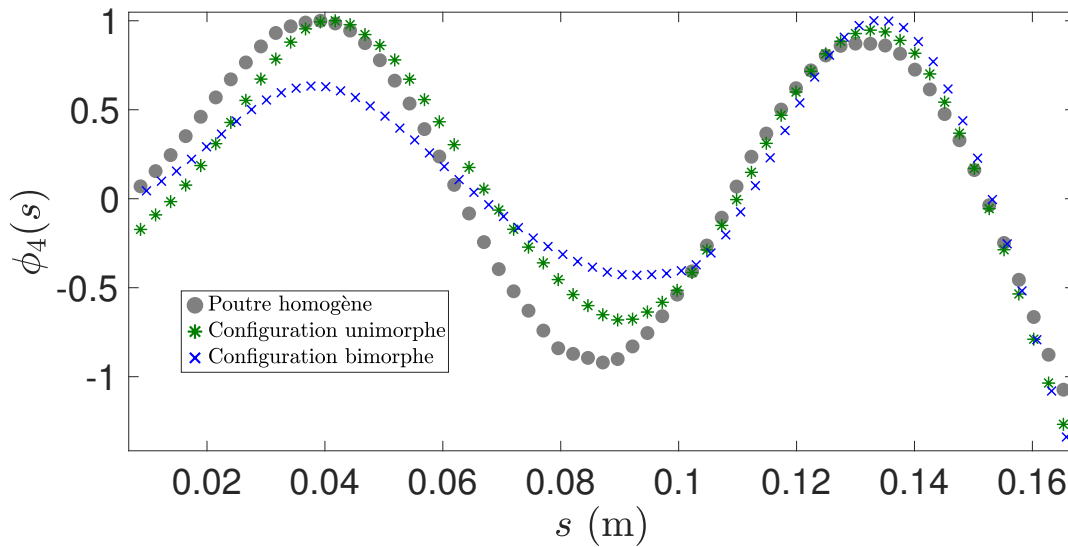 1
0.5
0
-0.5
-1
ϕ₄(s)
Poutre homogène
Configuration unimorphe
Configuration bimorphe
0.02 0.04 0.06 0.08 0.1 0.12 0.14 0.16
s (m)